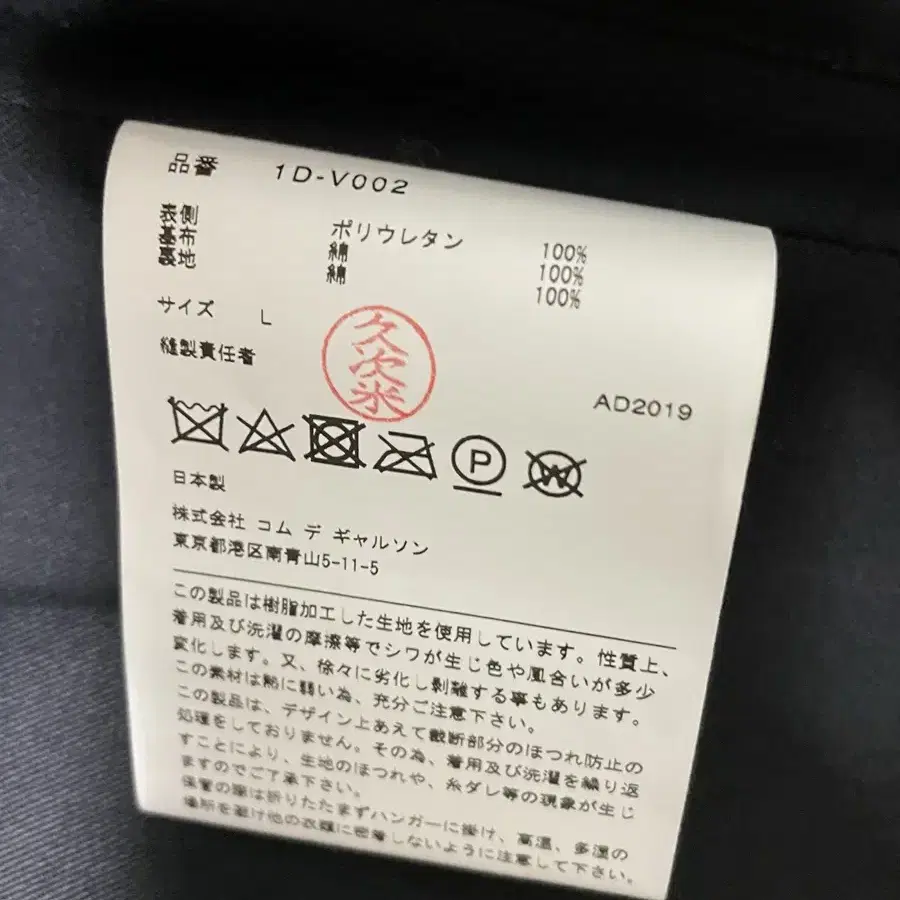 品番 1D-V002
表側 ポリウレタン 100%
基布 綿 100%
裏地 綿 100%
サイズ L
縫製責任者 久次米
AD2019
P W
日本製
株式会社 コム デ ギャルソン
東京都港区南青山5-11-5
この製品は樹脂加工した生地を使用しています。性質上、
着用及び洗濯の摩擦等でシワが生じ色や風合いが多少
変化します。又、徐々に劣化し剥離する事もあります。
この素材は熱に弱い為、充分ご注意下さい。
この製品は、デザイン上あえて裁断部分のほつれ防止の
処理をしておりません。その為、着用及び洗濯を繰り返
すことにより、生地のほつれや、糸ダレ等の現象が生じ
ますのでご了承下さい。
保管の際は折りたたまずハンガーに掛け、高温、多湿の
場所を避け他の衣類に密着しないように注意して下さい。